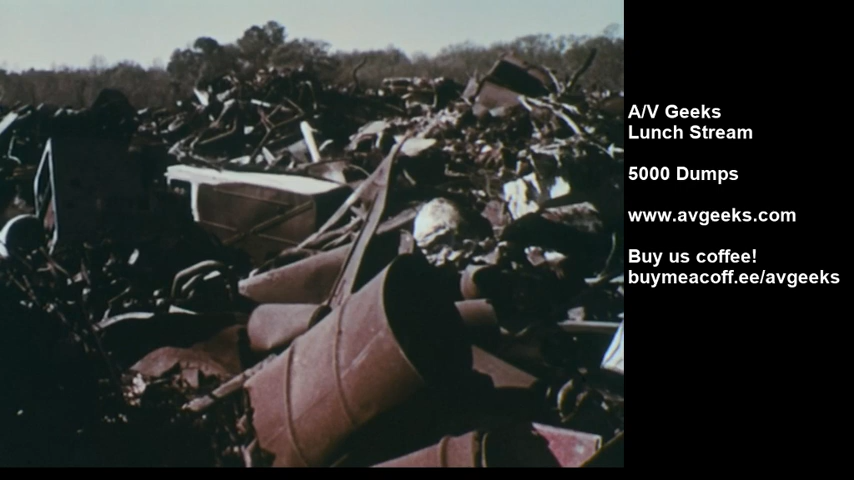 A/V Geeks
Lunch Stream
5000 Dumps
www.avgeeks.com
Buy us coffee!
buymeacoff.ee/avgeeks